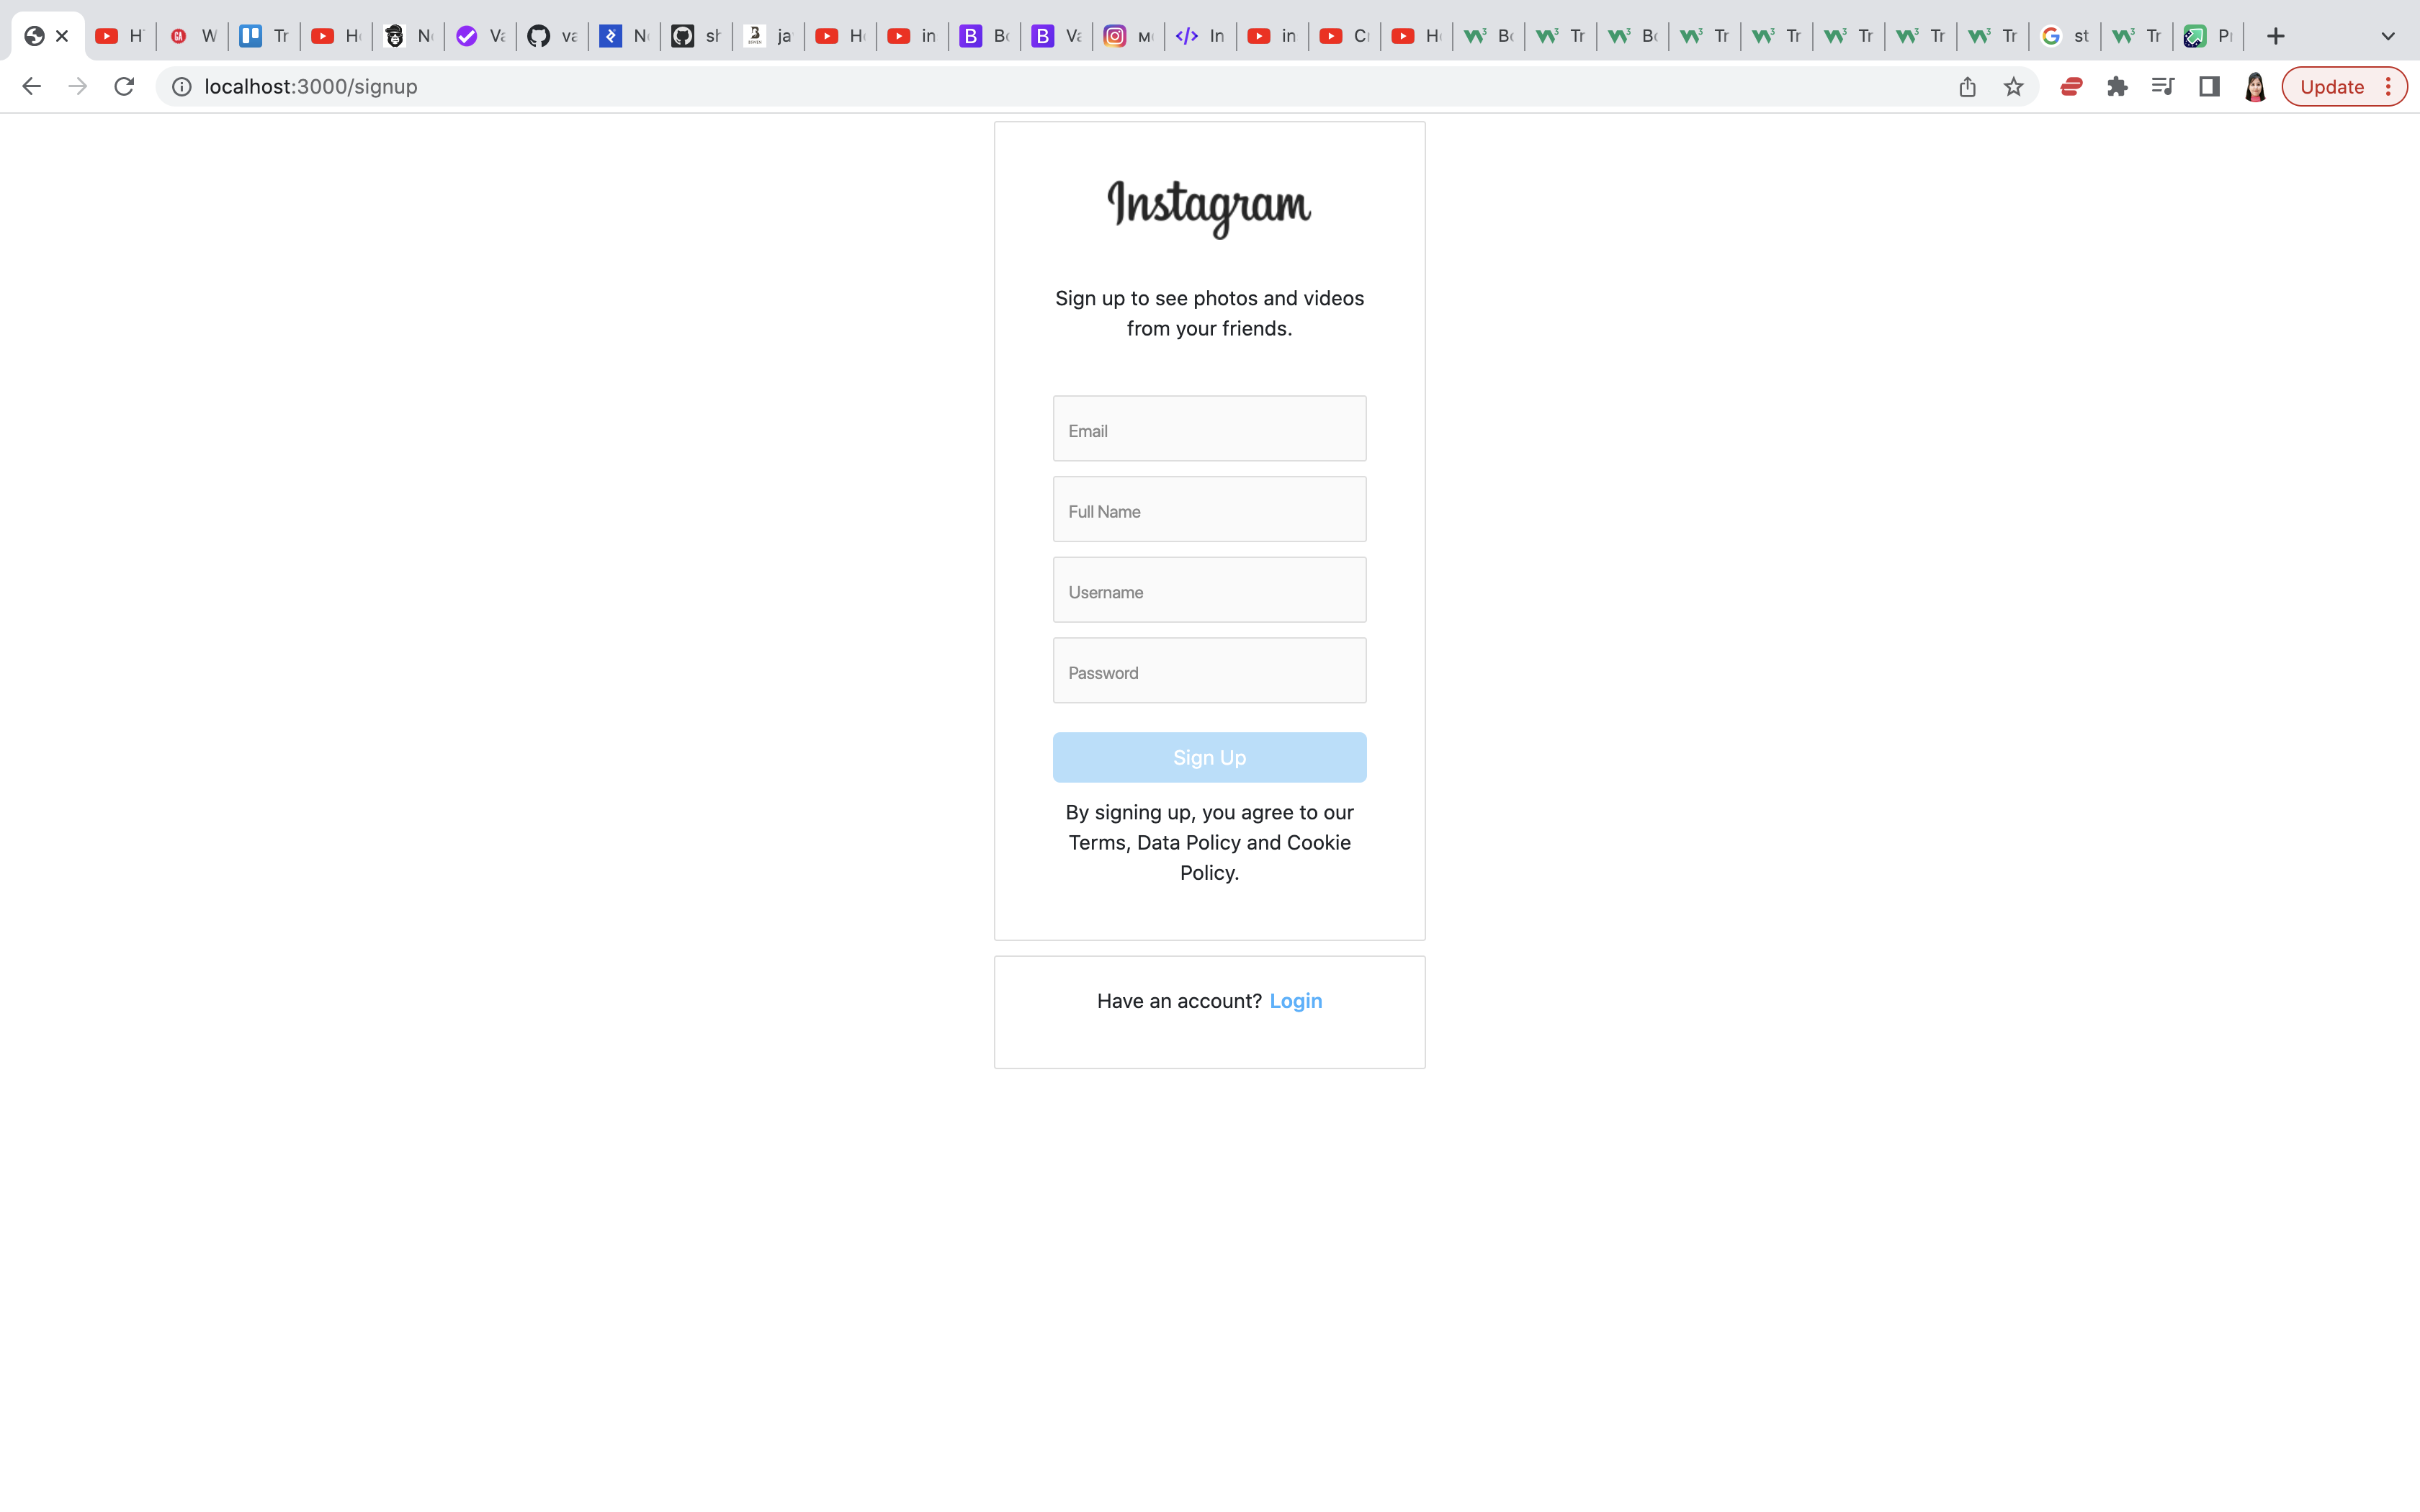 H W Tr H N Va va N sh ja H in B Va in C H B Tr B Tr Tr Tr Tr Tr st Tr P
localhost:3000/signup
Update
Instagram
Sign up to see photos and videos
from your friends.
Email
Full Name
Username
Password
Sign Up
By signing up, you agree to our
Terms, Data Policy and Cookie
Policy.
Have an account? Login